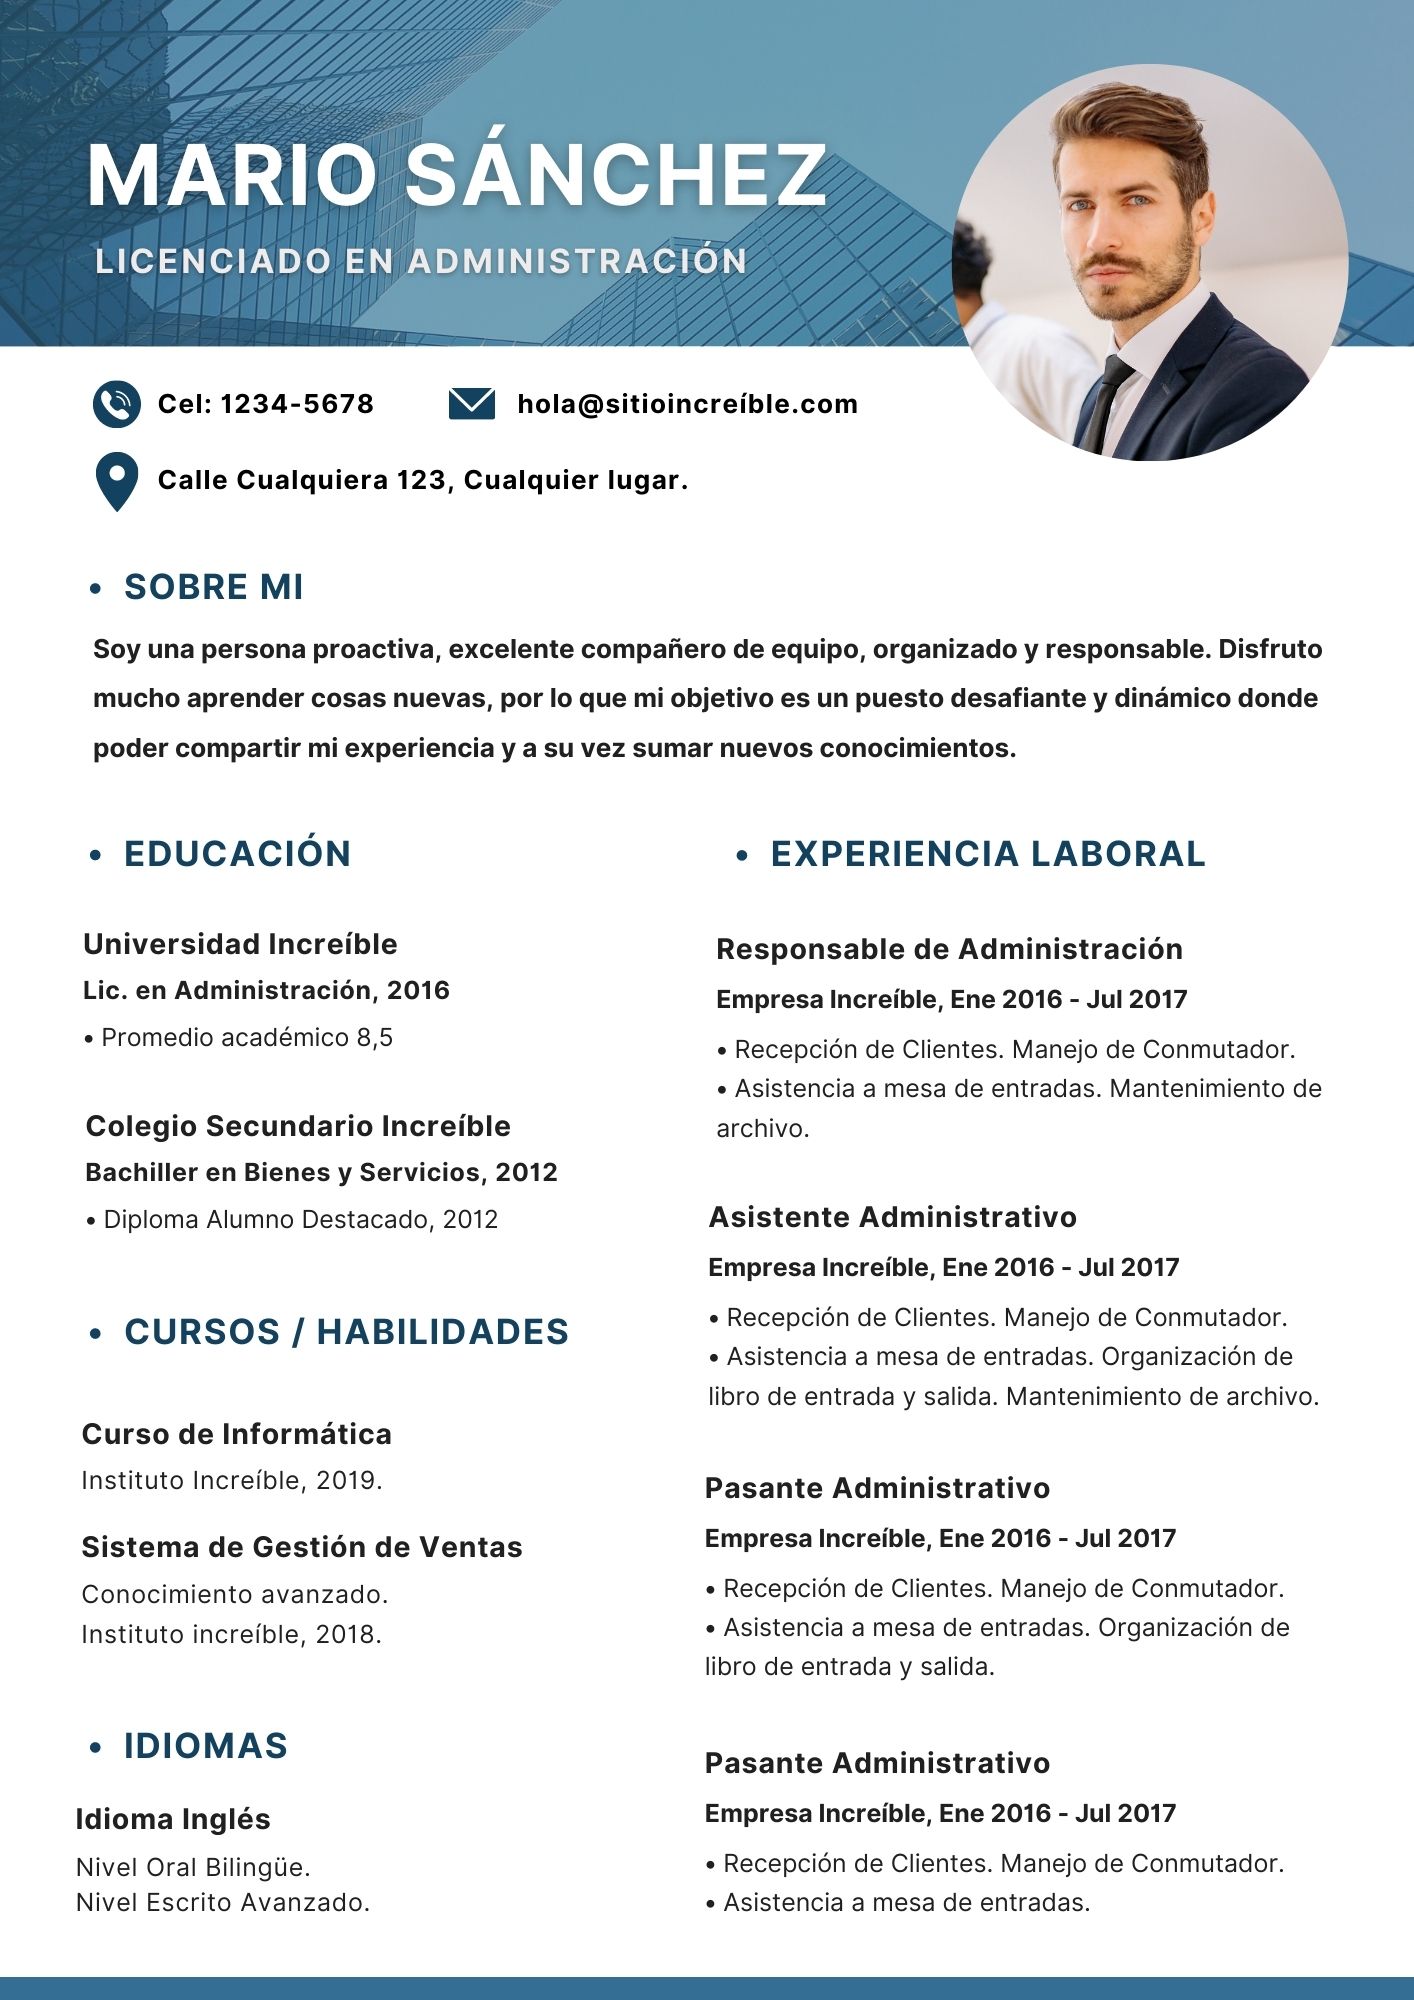 MARIO SÁNCHEZ
LICENCIADO EN ADMINISTRACIÓN
Cel: 1234-5678
hola@sitioincreíble.com
Calle Cualquiera 123, Cualquier lugar.
• SOBRE MI
Soy una persona proactiva, excelente compañero de equipo, organizado y responsable. Disfruto
mucho aprender cosas nuevas, por lo que mi objetivo es un puesto desafiante y dinámico donde
poder compartir mi experiencia y a su vez sumar nuevos conocimientos.
• EDUCACIÓN
Universidad Increíble
Lic. en Administración, 2016
• Promedio académico 8,5
Colegio Secundario Increíble
Bachiller en Bienes y Servicios, 2012
• Diploma Alumno Destacado, 2012
• CURSOS / HABILIDADES
Curso de Informática
Instituto Increíble, 2019.
Sistema de Gestión de Ventas
Conocimiento avanzado.
Instituto increíble, 2018.
• IDIOMAS
Idioma Inglés
Nivel Oral Bilingüe.
Nivel Escrito Avanzado.
• EXPERIENCIA LABORAL
Responsable de Administración
Empresa Increíble, Ene 2016 - Jul 2017
• Recepción de Clientes. Manejo de Conmutador.
• Asistencia a mesa de entradas. Mantenimiento de
archivo.
Asistente Administrativo
Empresa Increíble, Ene 2016 - Jul 2017
• Recepción de Clientes. Manejo de Conmutador.
• Asistencia a mesa de entradas. Organización de
libro de entrada y salida. Mantenimiento de archivo.
Pasante Administrativo
Empresa Increíble, Ene 2016 - Jul 2017
• Recepción de Clientes. Manejo de Conmutador.
• Asistencia a mesa de entradas. Organización de
libro de entrada y salida.
Pasante Administrativo
Empresa Increíble, Ene 2016 - Jul 2017
• Recepción de Clientes. Manejo de Conmutador.
• Asistencia a mesa de entradas.